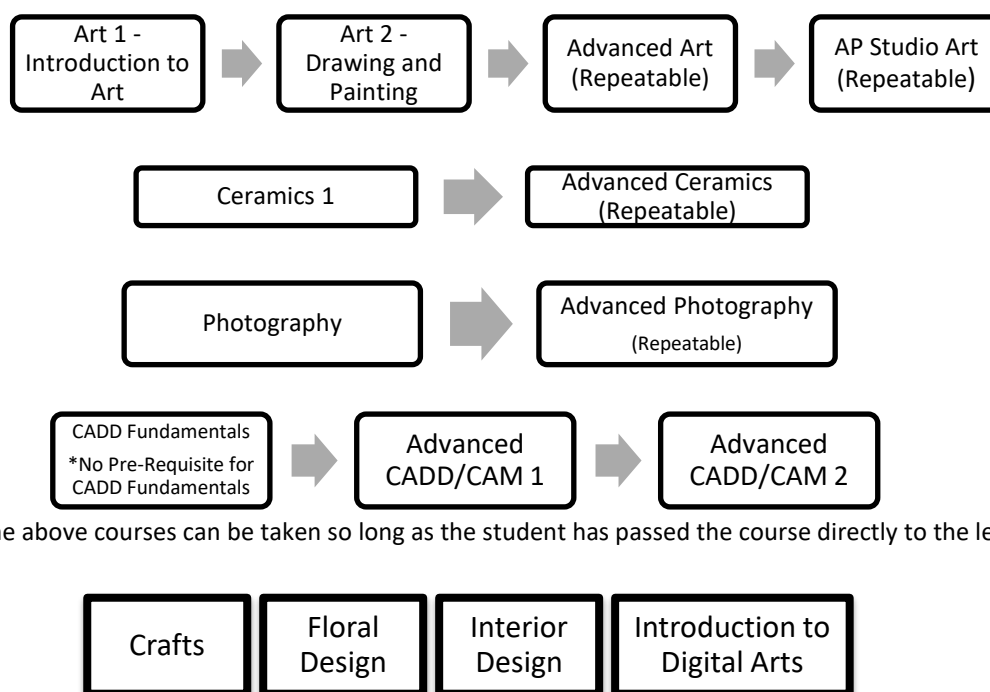 Art 1 -
Introduction to
Art
Art 2 -
Drawing and
Painting
Advanced Art
(Repeatable)
AP Studio Art
(Repeatable)
Ceramics 1
Advanced Ceramics
(Repeatable)
Photography
Advanced Photography
(Repeatable)
CADD Fundamentals
*No Pre-Requisite for
CADD Fundamentals
Advanced
CADD/CAM 1
Advanced
CADD/CAM 2
above courses can be taken so long as the student has passed the course directly to the
Crafts
Floral
Design
Interior
Design
Introduction to
Digital Arts